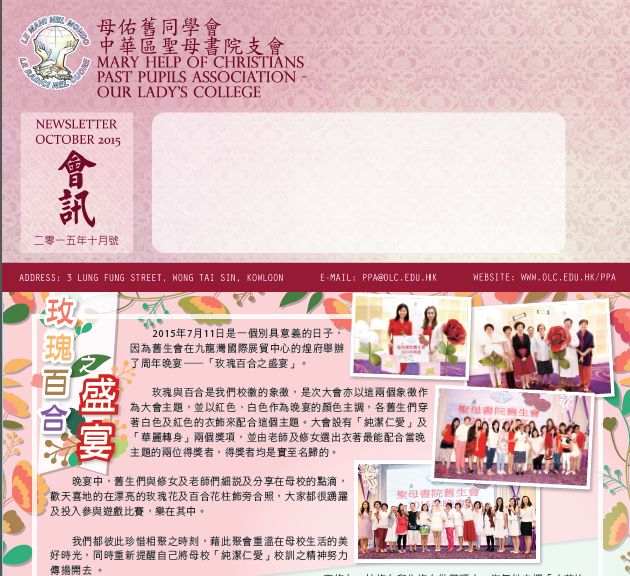 LE MANI NEL MONDO
LE RADICI NEL CUORE
母佑舊同學會
中華區聖母書院支會
MARY HELP OF CHRISTIANS
PAST PUPILS ASSOCIATION -
OUR LADY'S COLLEGE
NEWSLETTER
OCTOBER 2015
會訊
二零一五年十月號
ADDRESS: 3 LUNG FUNG STREET, WONG TAI SIN, KOWLOON
E-MAIL: PPA@OLC.EDU.HK
WEBSITE: WWW.OLC.EDU.HK/PPA
玫瑰百合
之
盛宴
2015年7月11日是一個別具意義的日子，
因為舊生會在九龍灣國際展貿中心的煌府舉辦
了周年晚宴——「玫瑰百合之盛宴」。
玫瑰與百合是我們校徽的象徵，是次大會亦以這兩個象徵作
為大會主題，並以紅色、白色作為晚宴的顏色主調，各舊生們穿
著白色及紅色的衣飾來配合這個主題。大會設有「純潔仁愛」及
「華麗轉身」兩個獎項，並由老師及修女選出衣著最能配合當晚
主題的兩位得獎者，得獎者均是實至名歸的。
晚宴中，舊生們與修女及老師們細說及分享在母校的點滴，
歡天喜地的在漂亮的玫瑰花及百合花柱飾旁合照，大家都很踴躍
及投入參與遊戲比賽，樂在其中。
我們都彼此珍惜相聚之時刻，藉此聚會重溫在母校生活的美
好時光，同時重新提醒自己將母校「純潔仁愛」校訓之精神努力
傳揚開去 。
聖母書院舊生會
聖母書院舊生會